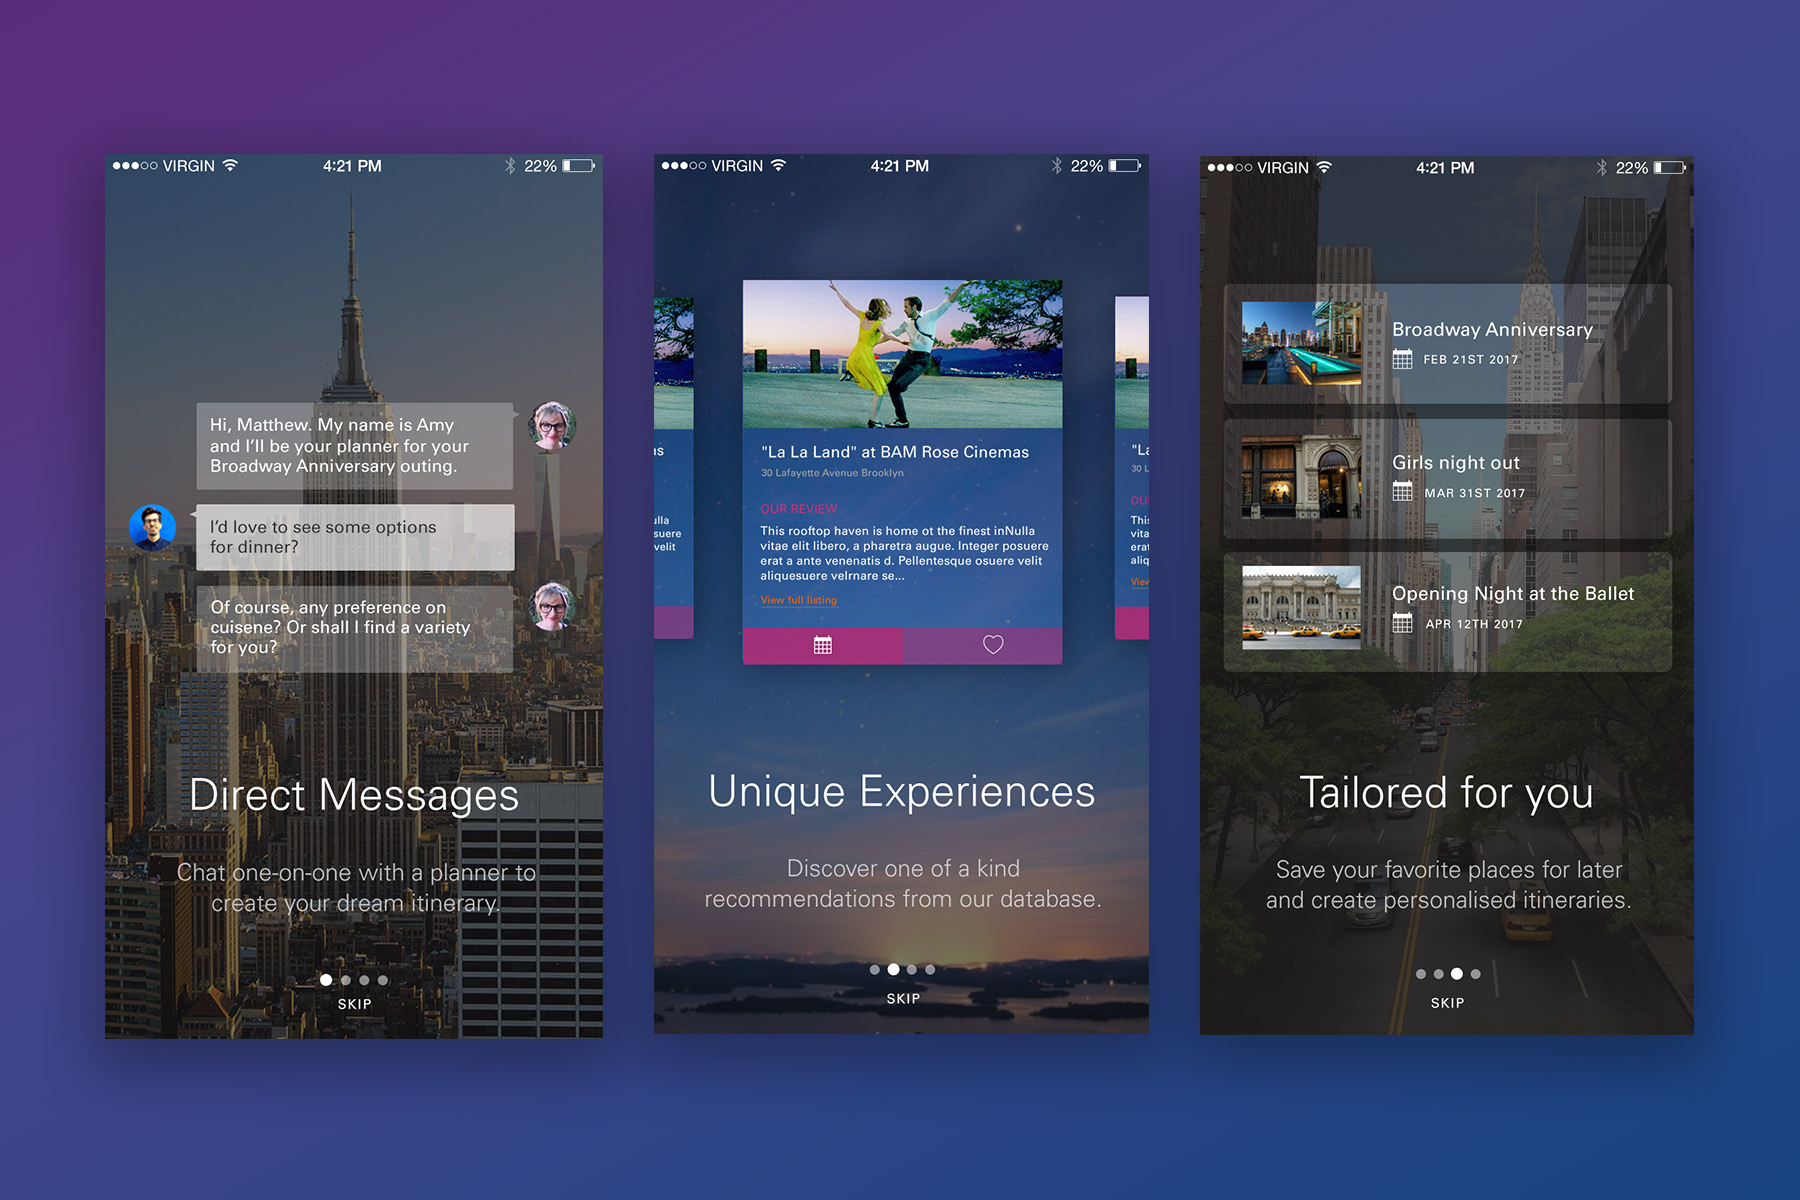 VIRGIN
4:21 PM
22%
Hi, Matthew. My name is Amy
and I'll be your planner for your
Broadway Anniversary outing.
I'd love to see some options
for dinner?
Of course, any preference on
cuisene? Or shall I find a variety
for you?
Direct Messages
Chat one-on-one with a planner to
create your dream itinerary.
SKIP
VIRGIN
4:21 PM
22%
"La La Land" at BAM Rose Cinemas
30 Lafayette Avenue Brooklyn
OUR REVIEW
This rooftop haven is home ot the finest inNulla
vitae elit libero, a pharetra augue. Integer posuere
erat a ante venenatis d. Pellentesque osuere velit
aliquesuere velrnare se...
View full listing
Unique Experiences
Discover one of a kind
recommendations from our database.
SKIP
VIRGIN
4:21 PM
22%
Broadway Anniversary
FEB 21ST 2017
Girls night out
MAR 31ST 2017
Opening Night at the Ballet
APR 12TH 2017
Tailored for you
Save your favorite places for later
and create personalised itineraries.
SKIP